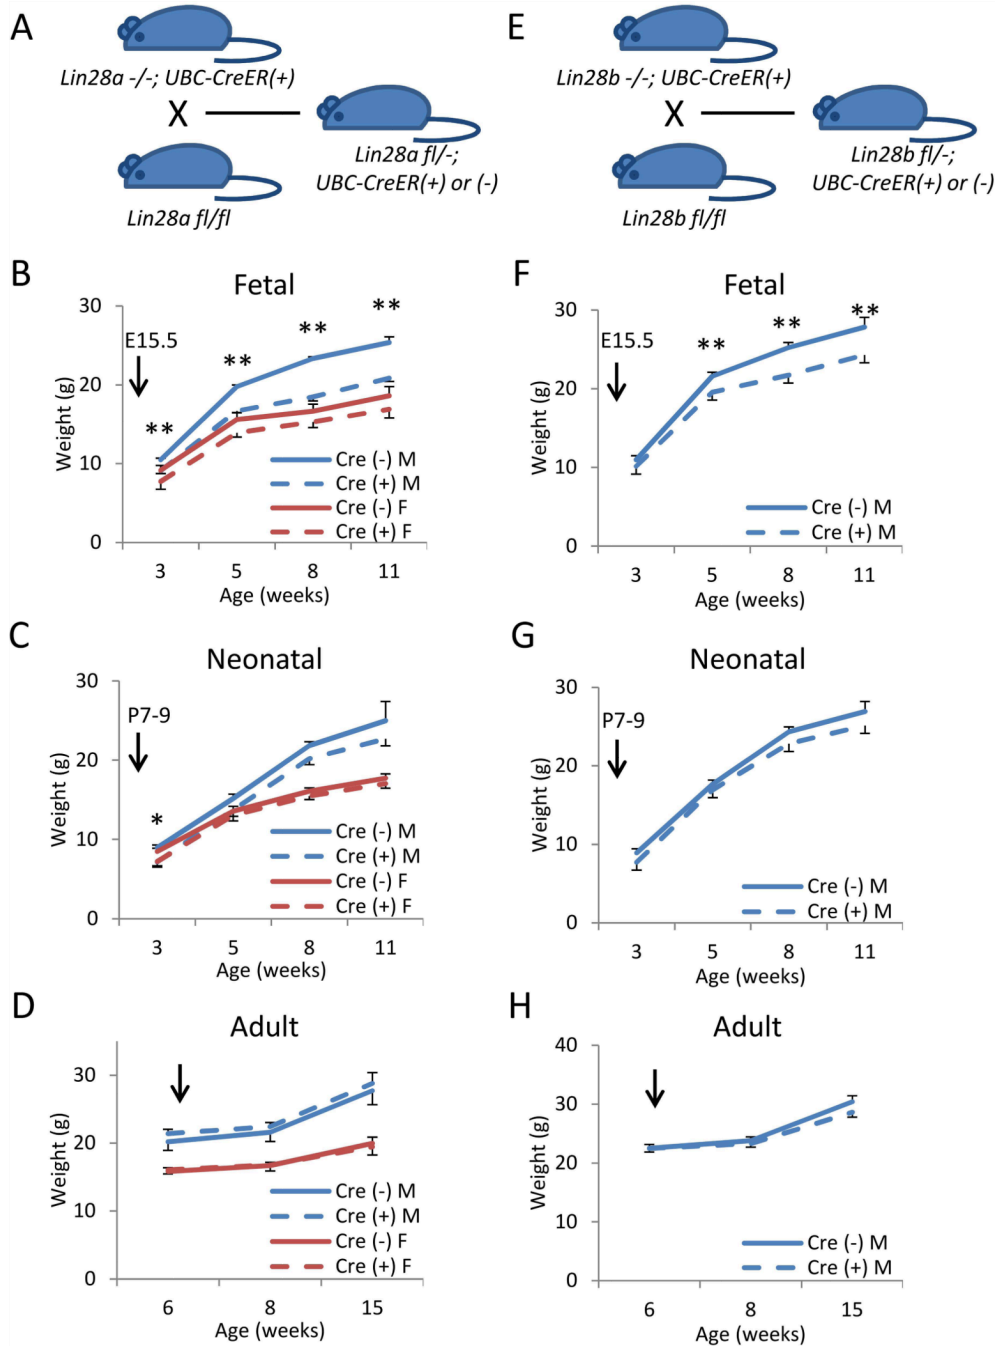 A
Lin28a -/-; UBC-CreER(+)
X
Lin28a fl/-;
UBC-CreER(+) or (-)
Lin28a fl/fl
E
Lin28b -/-; UBC-CreER(+)
X
Lin28b fl/-;
UBC-CreER(+) or (-)
Lin28b fl/fl
B
Fetal
30
20
10
0
Weight (g)
E15.5
**
**
**
**
Cre (-) M
Cre (+) M
Cre (-) F
Cre (+) F
3 5 8 11
Age (weeks)
F
Fetal
30
20
10
0
Weight (g)
E15.5
**
**
**
Cre (-) M
Cre (+) M
3 5 8 11
Age (weeks)
C
Neonatal
30
20
10
0
Weight (g)
P7-9
*
Cre (-) M
Cre (+) M
Cre (-) F
Cre (+) F
3 5 8 11
Age (weeks)
G
Neonatal
30
20
10
0
Weight (g)
P7-9
Cre (-) M
Cre (+) M
3 5 8 11
Age (weeks)
D
Adult
30
20
10
0
Weight (g)
Cre (-) M
Cre (+) M
Cre (-) F
Cre (+) F
6 8 15
Age (weeks)
H
Adult
40
30
20
10
0
Weight (g)
Cre (-) M
Cre (+) M
6 8 15
Age (weeks)